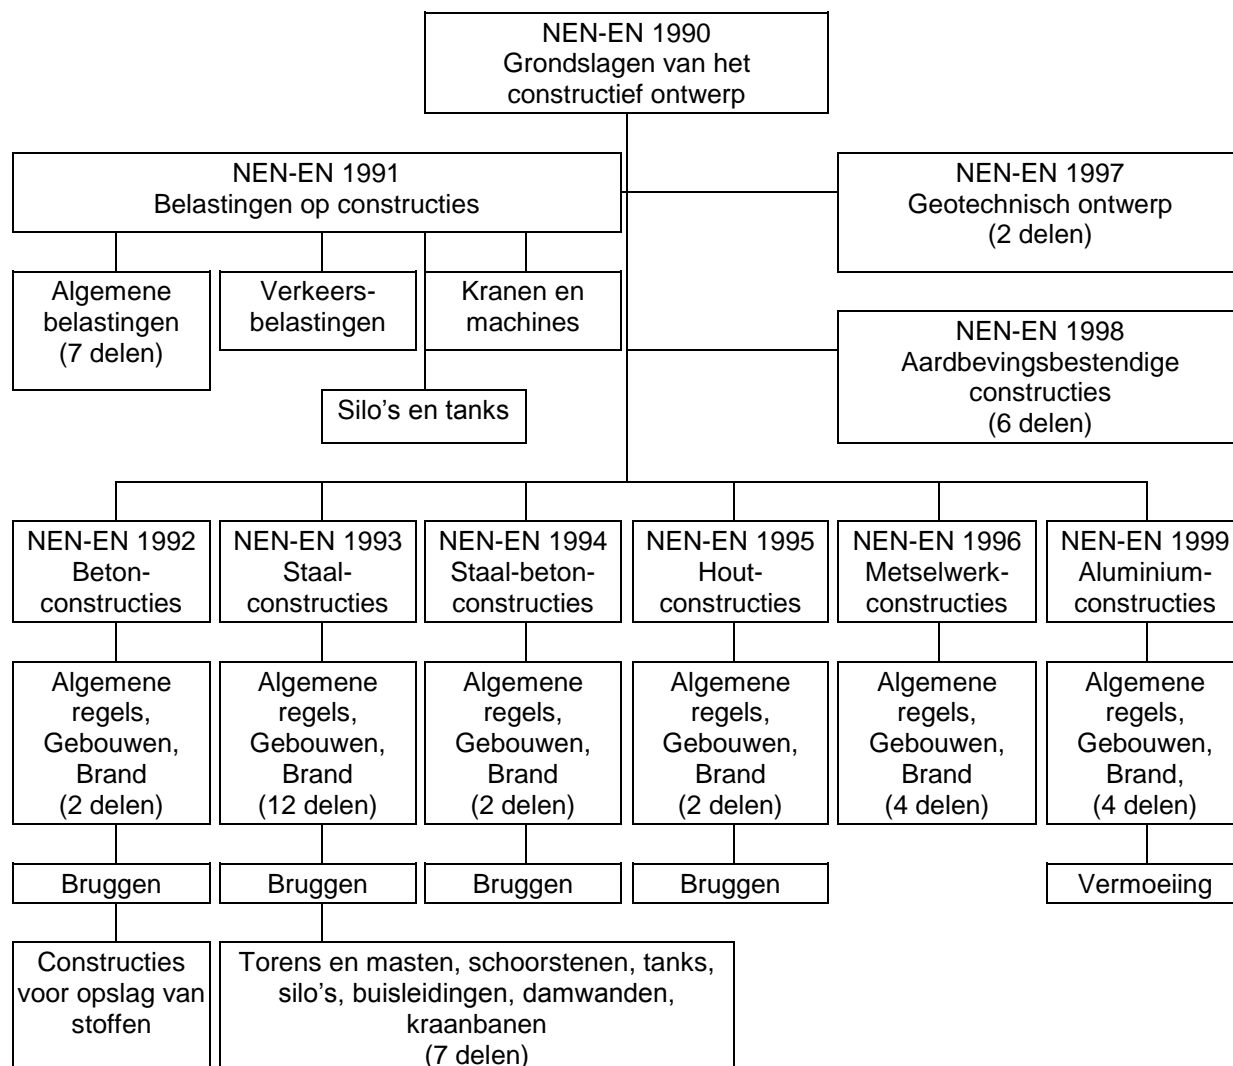 NEN-EN 1990
Grondslagen van het
constructief ontwerp
NEN-EN 1991
Belastingen op constructies
NEN-EN 1997
Geotechnisch ontwerp
(2 delen)
Algemene
belastingen
(7 delen)
Verkeers-
belastingen
Kranen en
machines
Silo's en tanks
NEN-EN 1998
Aardbevingsbestendige
constructies
(6 delen)
NEN-EN 1992
Beton-
constructies
NEN-EN 1993
Staal-
constructies
NEN-EN 1994
Staal-beton-
constructies
NEN-EN 1995
Hout-
constructies
NEN-EN 1996
Metselwerk-
constructies
NEN-EN 1999
Aluminium-
constructies
Algemene
regels,
Gebouwen,
Brand
(2 delen)
Algemene
regels,
Gebouwen,
Brand
(12 delen)
Algemene
regels,
Gebouwen,
Brand
(2 delen)
Algemene
regels,
Gebouwen,
Brand
(2 delen)
Algemene
regels,
Gebouwen,
Brand
(4 delen)
Algemene
regels,
Gebouwen,
Brand,
(4 delen)
Bruggen
Bruggen
Bruggen
Bruggen
Vermoeiing
Constructies
voor opslag van
stoffen
Torens en masten, schoorstenen, tanks,
silo's, buisleidingen, damwanden,
kraanbanen
(7 delen)